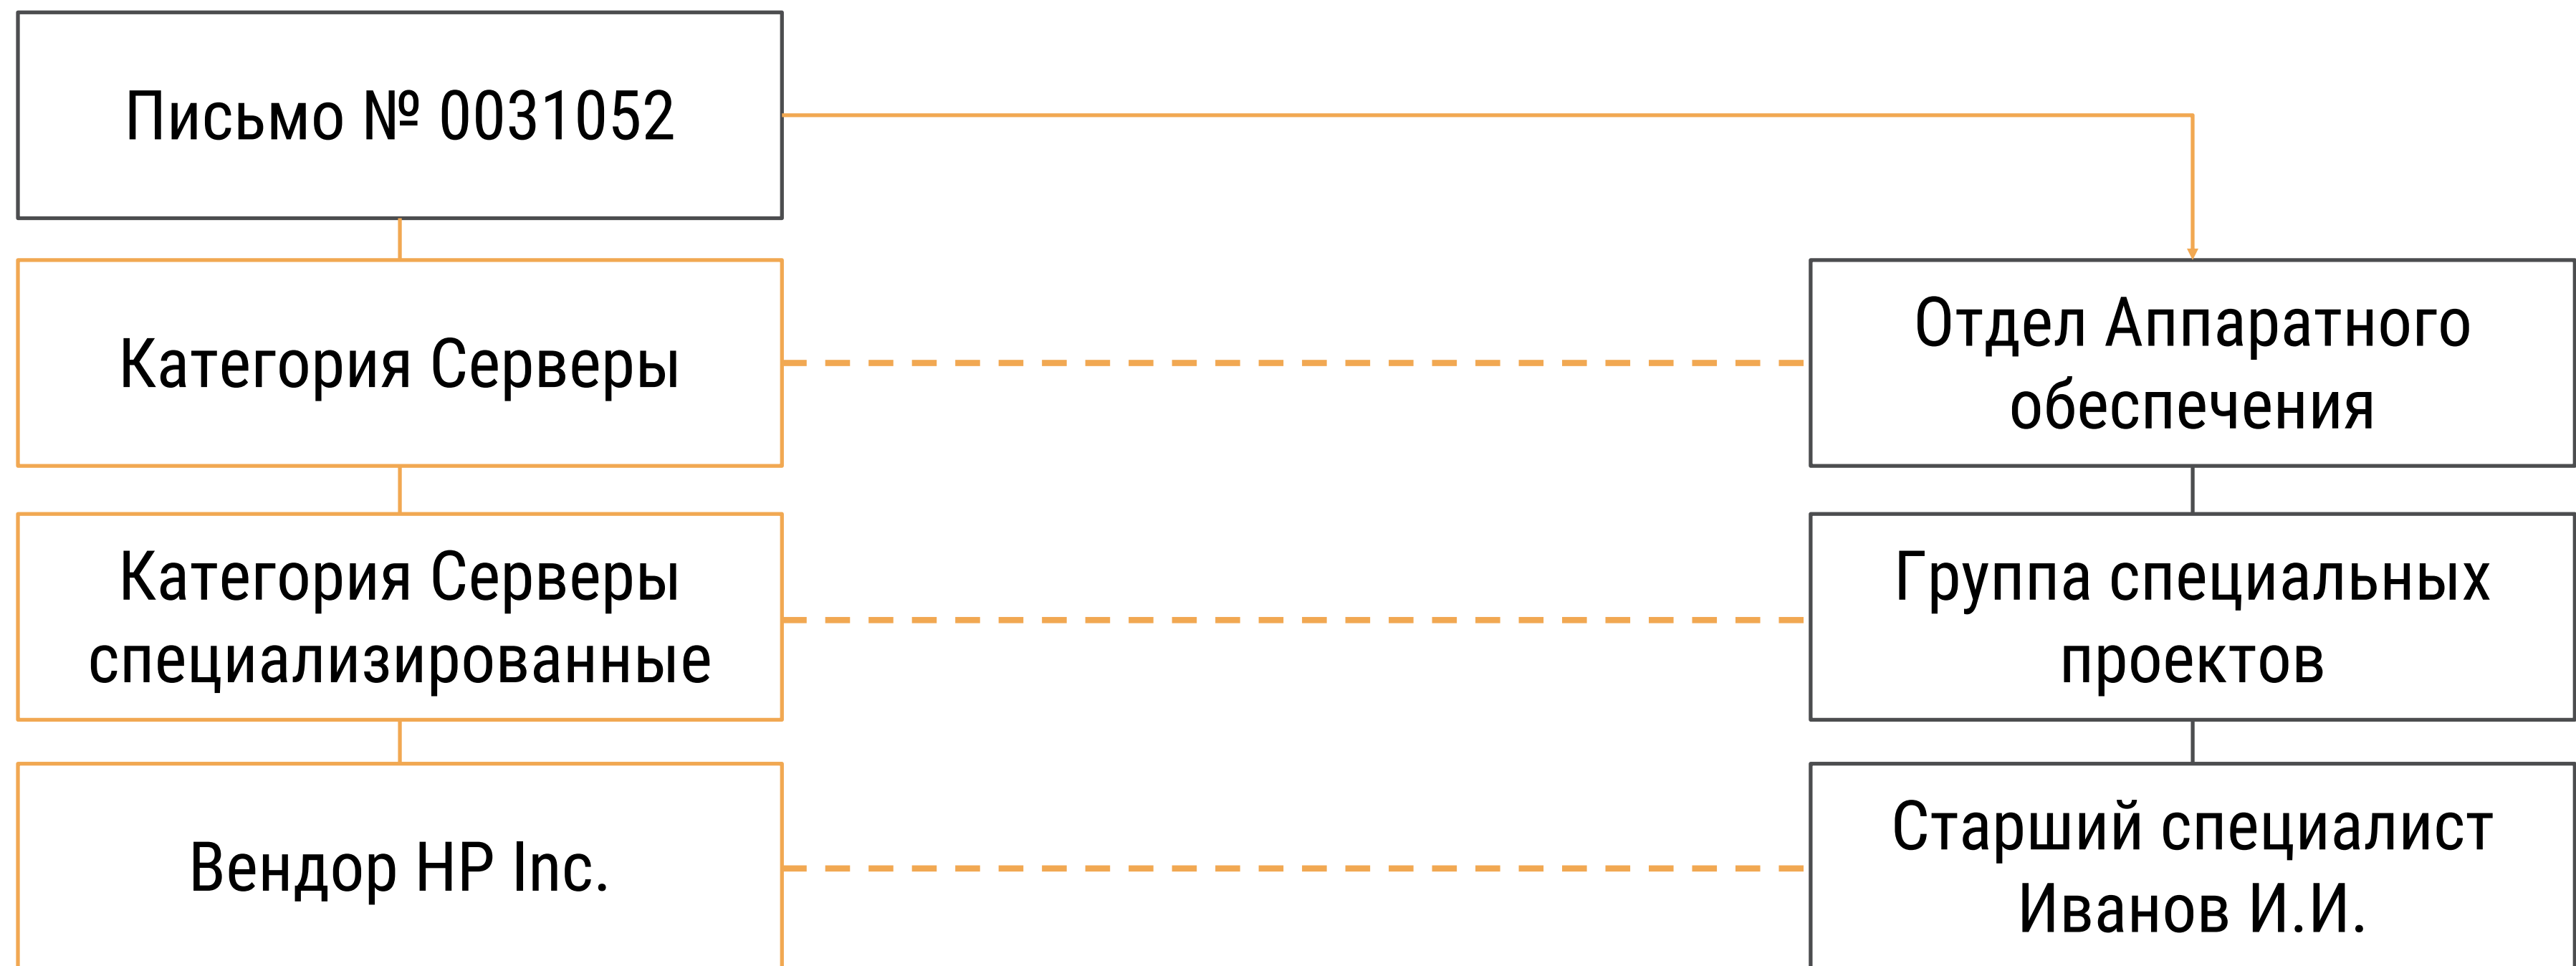 Письмо № 0031052
Категория Серверы
Отдел Аппаратного
обеспечения
Категория Серверы
специализированные
Группа специальных
проектов
Вендор HP Inc.
Старший специалист
Иванов И.И.